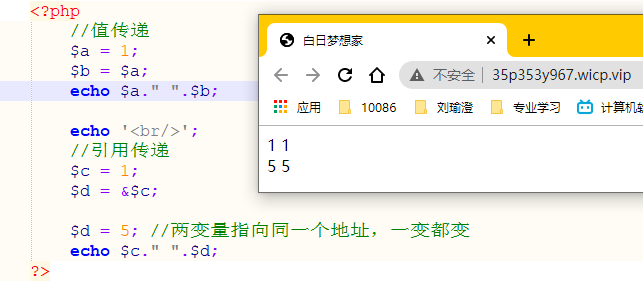 <?php
//值传递
$a = 1;
$b = $a;
echo $a." ".$b;
echo '<br/>';
//引用传递
$c = 1;
$d = &$c;
$d = 5; //两变量指向同一个地址，一变都变
echo $c." ".$d;
?>
白日梦想家
不安全 35p353y967.wicp.vip
应用 10086 刘瑜澄 专业学习 计算机软
1 1
5 5